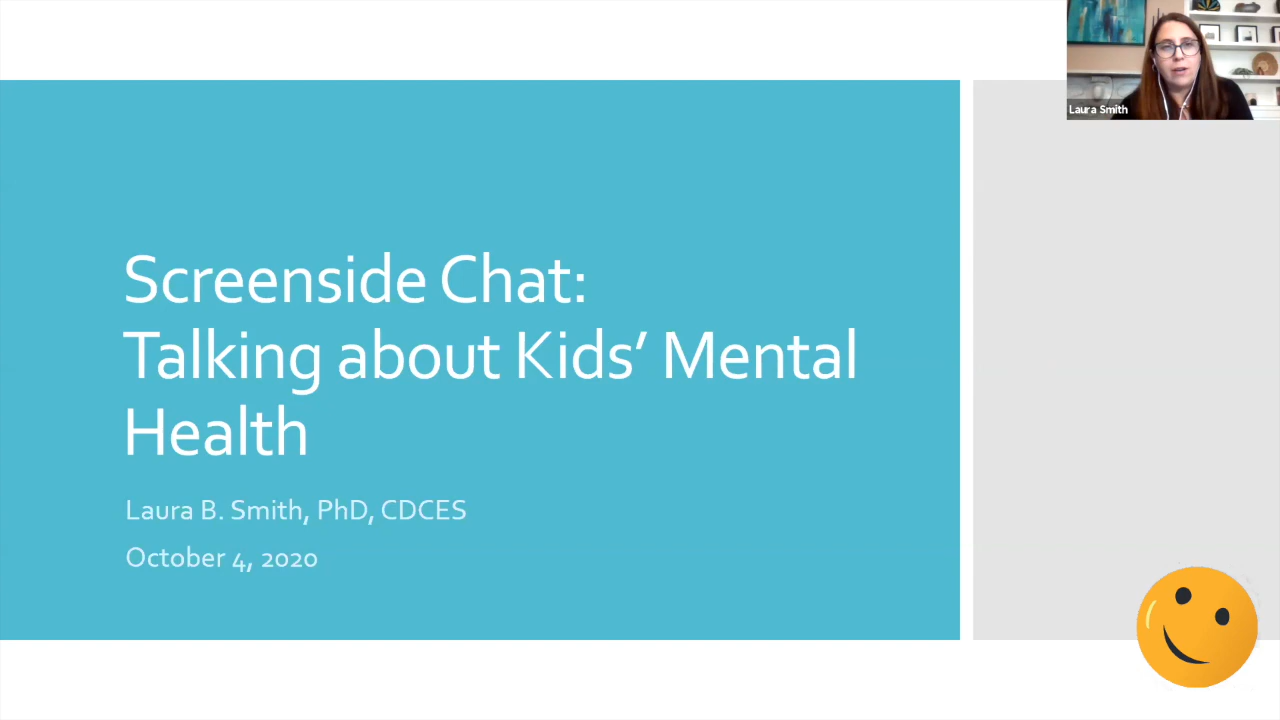 Laura Smith
Screenside Chat:
Talking about Kids’ Mental
Health
Laura B. Smith, PhD, CDCES
October 4, 2020